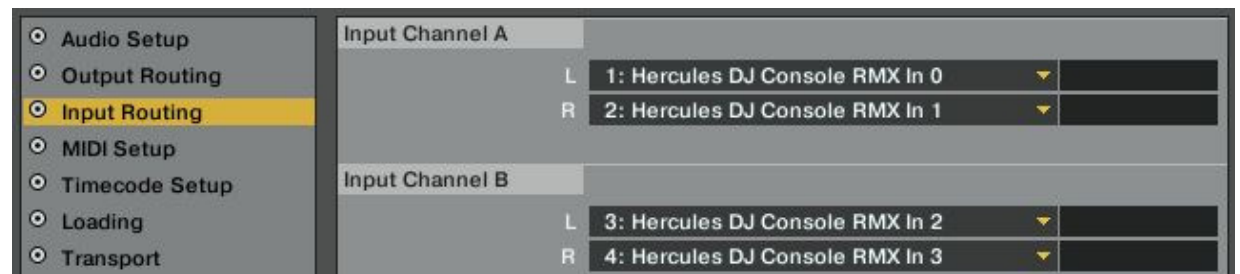 Audio Setup
Output Routing
Input Routing
MIDI Setup
Timecode Setup
Loading
Transport
Input Channel A
L 1: Hercules DJ Console RMX In 0
R 2: Hercules DJ Console RMX In 1
Input Channel B
L 3: Hercules DJ Console RMX In 2
R 4: Hercules DJ Console RMX In 3